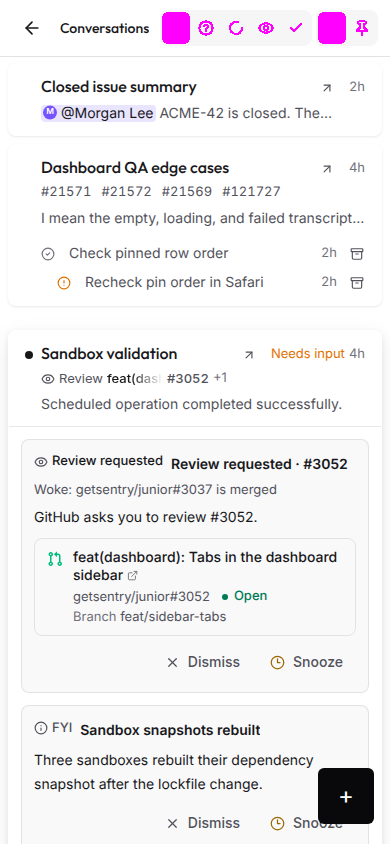 Conversations
Closed issue summary 2h
M @Morgan Lee ACME-42 is closed. The...
Dashboard QA edge cases 4h
#21571 #21572 #21569 #121727
I mean the empty, loading, and failed transcript...
Check pinned row order 2h
Recheck pin order in Safari 2h
Sandbox validation Needs input 4h
Review feat(das #3052 +1
Scheduled operation completed successfully.
Review requested Review requested · #3052
Woke: getsentry/junior#3037 is merged
GitHub asks you to review #3052.
feat(dashboard): Tabs in the dashboard
sidebar
getsentry/junior#3052 Open
Branch feat/sidebar-tabs
Dismiss Snooze
FYI Sandbox snapshots rebuilt
Three sandboxes rebuilt their dependency
snapshot after the lockfile change.
Dismiss Snooze
+